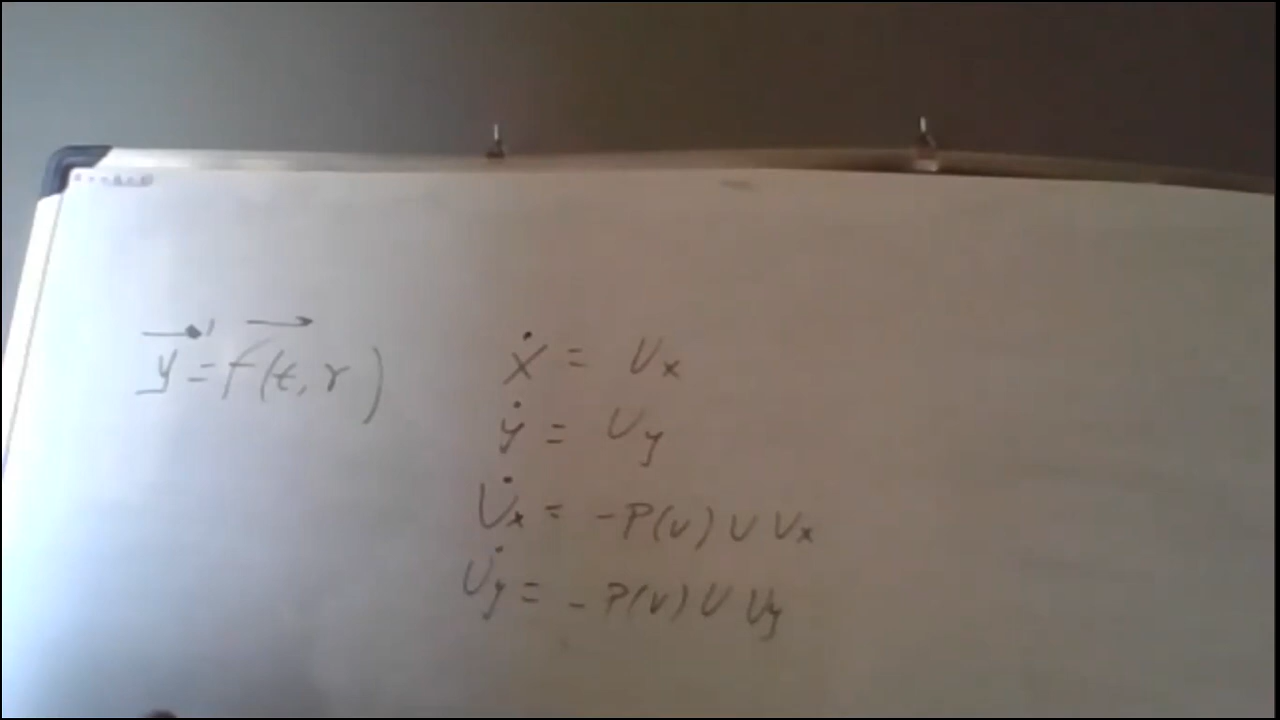 y⃗' = f⃗(t, r)
ẋ = Vx
ẏ = Vy
V̇x = -P(v) V Vx
V̇y = -P(v) V Vy